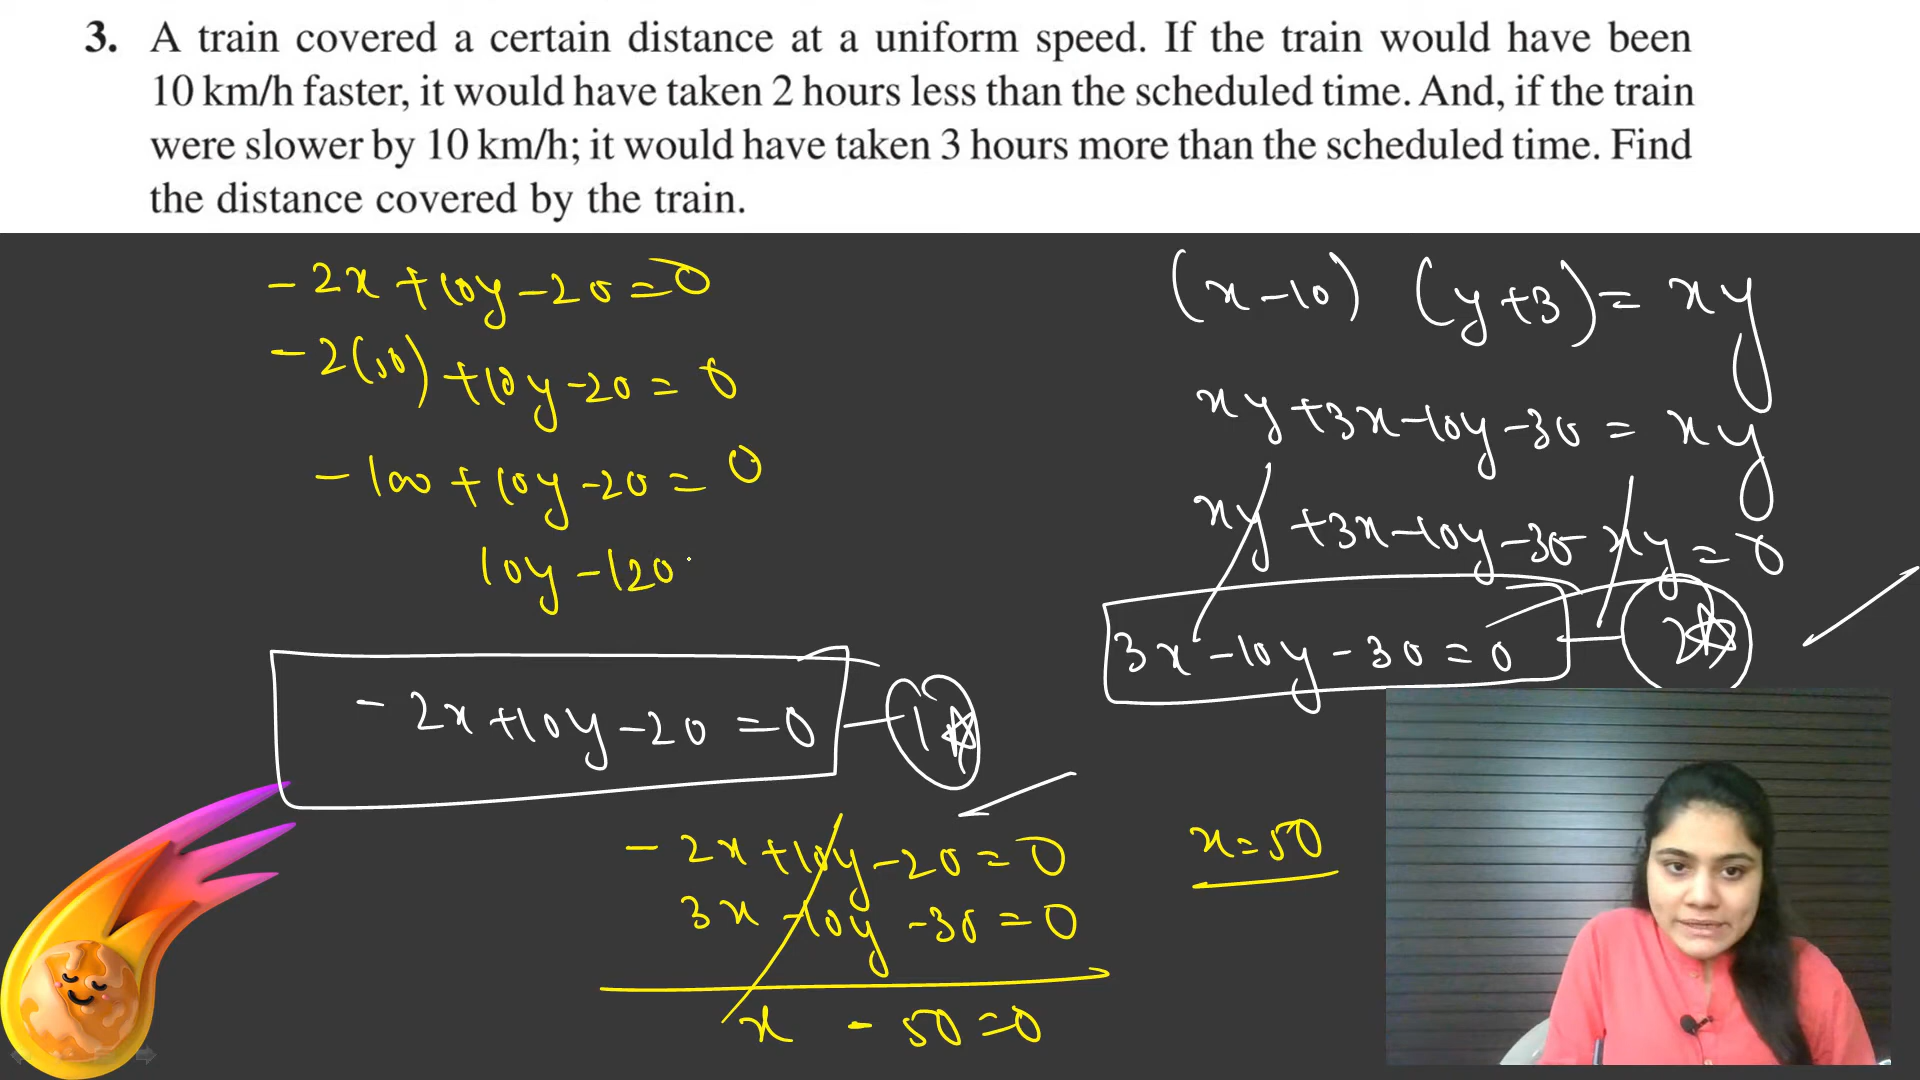 3. A train covered a certain distance at a uniform speed. If the train would have been
10 km/h faster, it would have taken 2 hours less than the scheduled time. And, if the train
were slower by 10 km/h; it would have taken 3 hours more than the scheduled time. Find
the distance covered by the train.
-2x+10y-20=0
-2(50)+10y-20=0
-100+10y-20=0
10y-120
-2x+10y-20=0 1
(x-10) (y+3)=xy
xy+3x-10y-30=xy
xy+3x-10y-30-xy=0
3x-10y-30=0 2
-2x+10y-20=0
3x-10y-30=0
x - 50=0
x=50